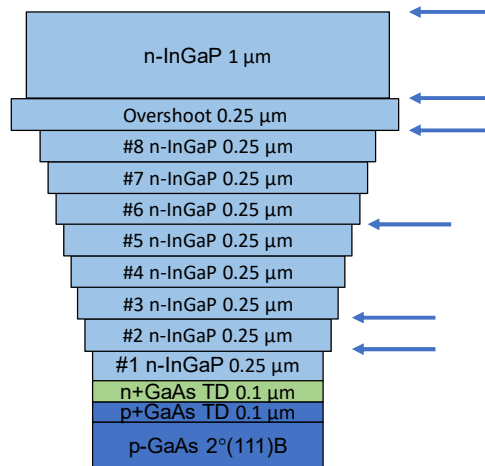 n-InGaP 1 µm
Overshoot 0.25 µm
#8 n-InGaP 0.25 µm
#7 n-InGaP 0.25 µm
#6 n-InGaP 0.25 µm
#5 n-InGaP 0.25 µm
#4 n-InGaP 0.25 µm
#3 n-InGaP 0.25 µm
#2 n-InGaP 0.25 µm
#1 n-InGaP 0.25 µm
n+GaAs TD 0.1 µm
p+GaAs TD 0.1 µm
p-GaAs 2°(111)B